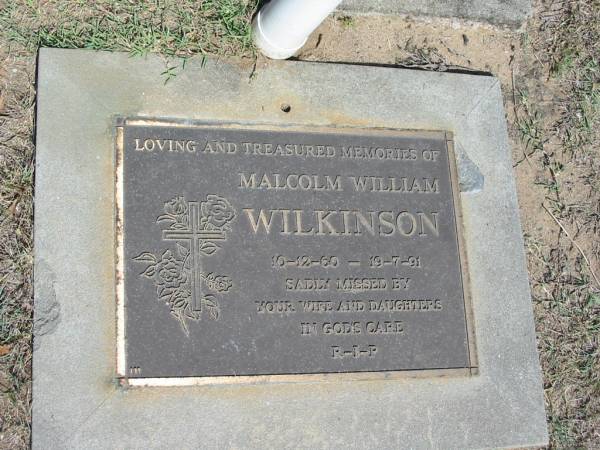 LOVING AND TREASURED MEMORIES OF
MALCOLM WILLIAM
WILKINSON
10-12-60 - 19-7-91
SADLY MISSED BY
YOUR WIFE AND DAUGHTERS
IN GODS CARE
R-I-P